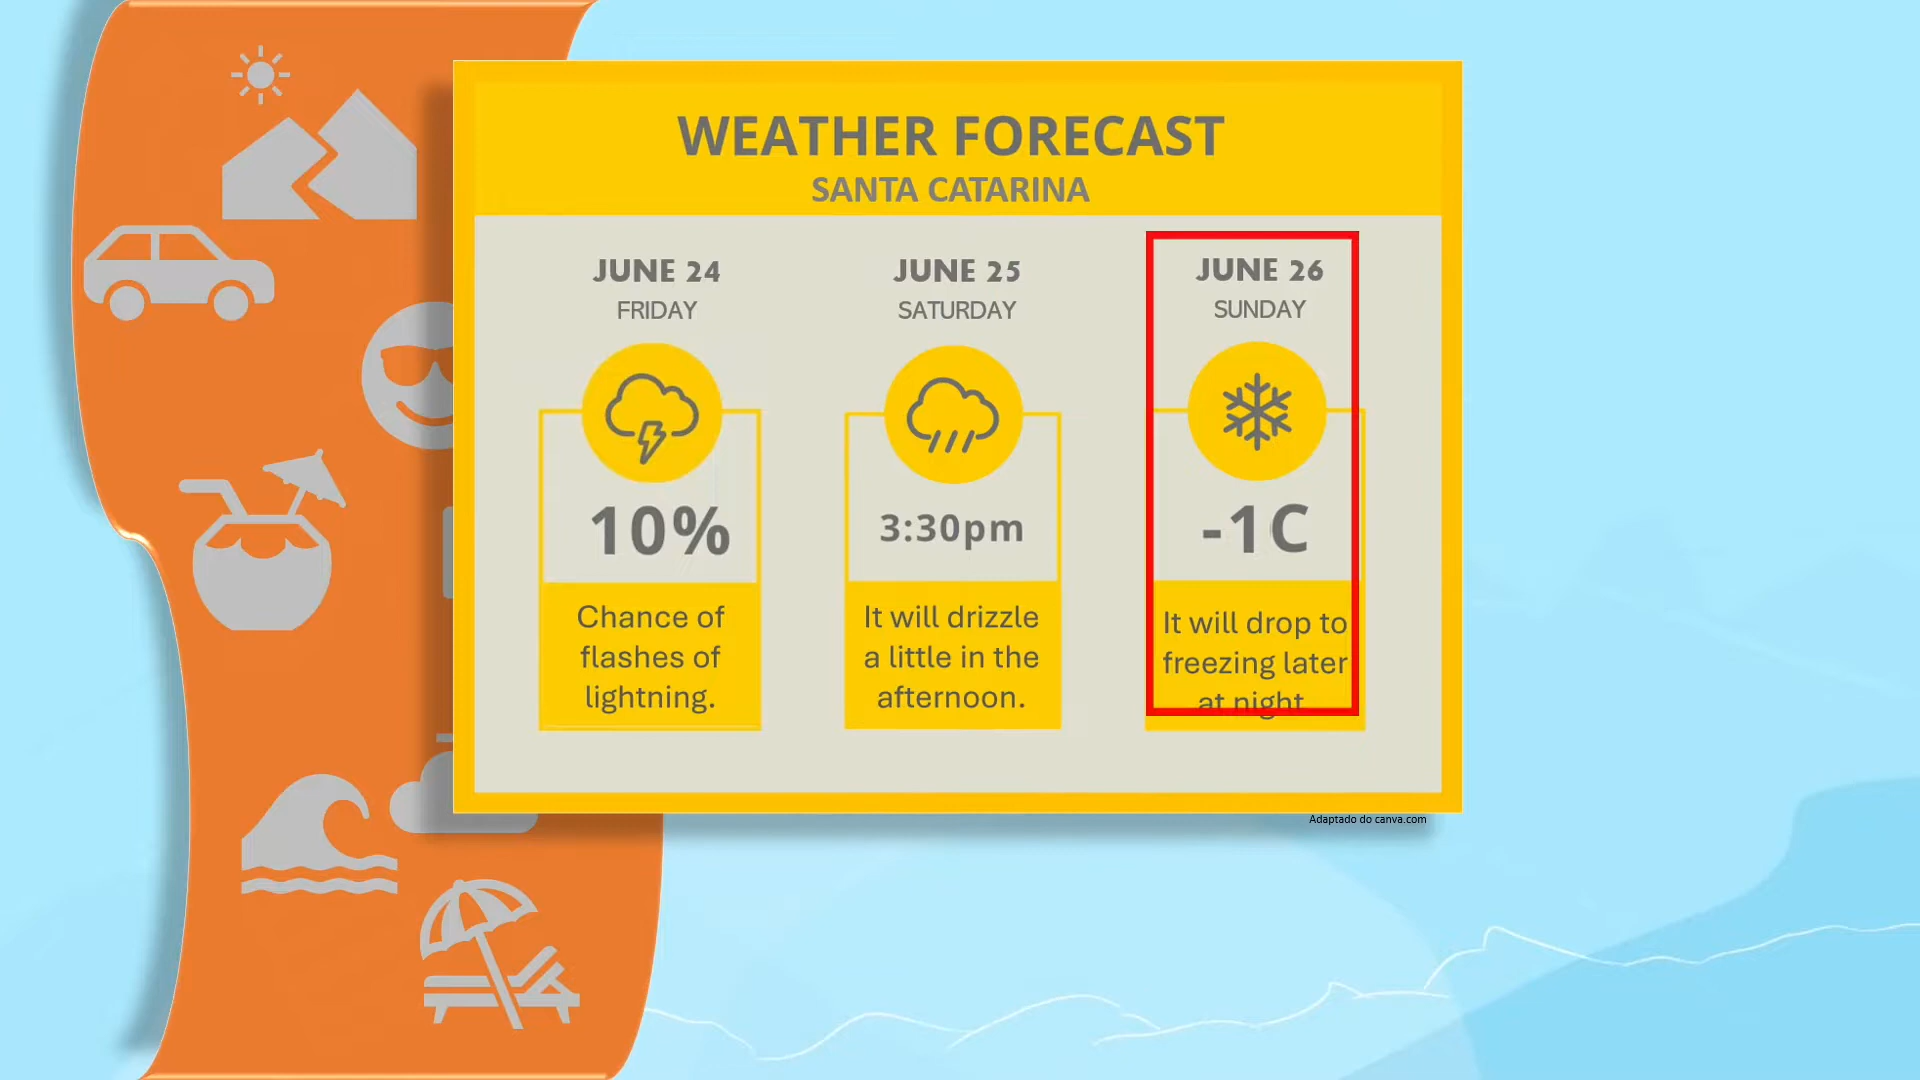 WEATHER FORECAST
SANTA CATARINA
JUNE 24
FRIDAY
10%
Chance of
flashes of
lightning.
JUNE 25
SATURDAY
3:30pm
It will drizzle
a little in the
afternoon.
JUNE 26
SUNDAY
-1C
It will drop to
freezing later
at night
Adaptado do canva.com